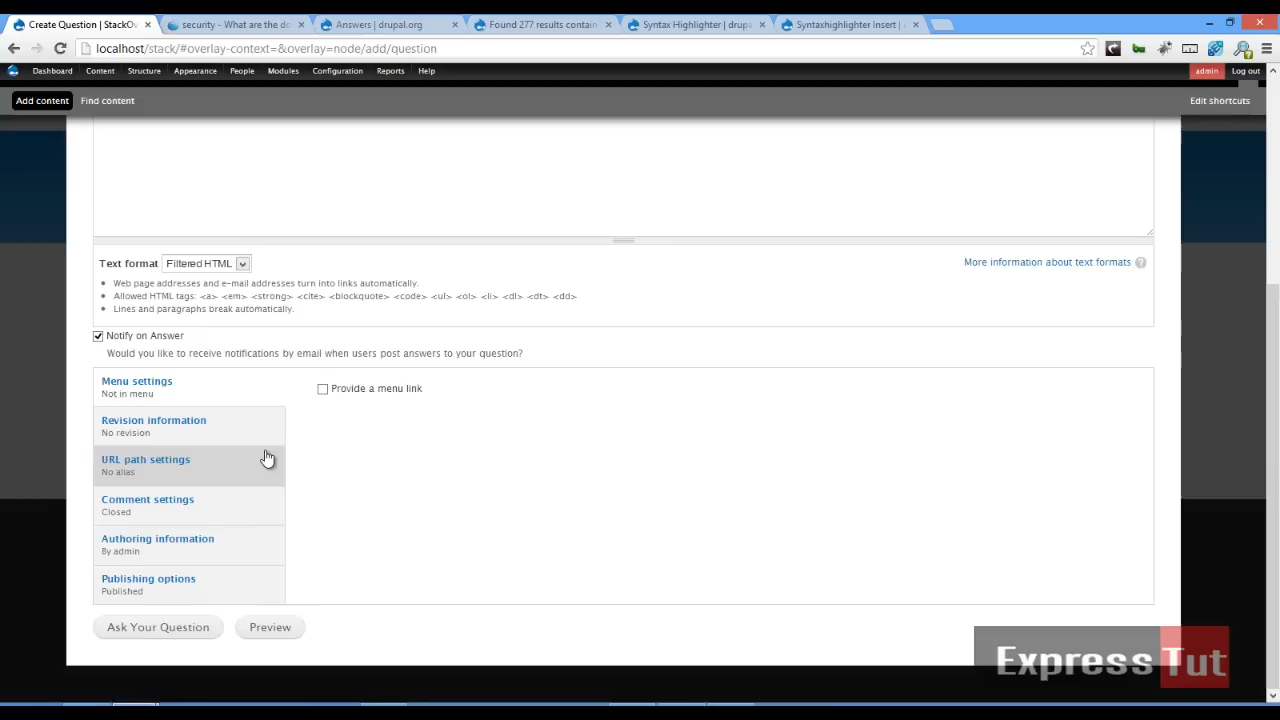 Create Question | StackOv
security - What are the do
Answers | drupal.org
Found 277 results contain
Syntax Highlighter | drupa
Syntaxhighlighter Insert |
localhost/stack/#overlay-context=&overlay=node/add/question
Dashboard Content Structure Appearance People Modules Configuration Reports Help admin Log out
Add content Find content Edit shortcuts
Text format Filtered HTML More information about text formats ?
Web page addresses and e-mail addresses turn into links automatically.
Allowed HTML tags: <a> <em> <strong> <cite> <blockquote> <code> <ul> <ol> <li> <dl> <dt> <dd>
Lines and paragraphs break automatically.
Notify on Answer
Would you like to receive notifications by email when users post answers to your question?
Menu settings
Not in menu
Provide a menu link
Revision information
No revision
URL path settings
No alias
Comment settings
Closed
Authoring information
By admin
Publishing options
Published
Ask Your Question Preview
Express Tut